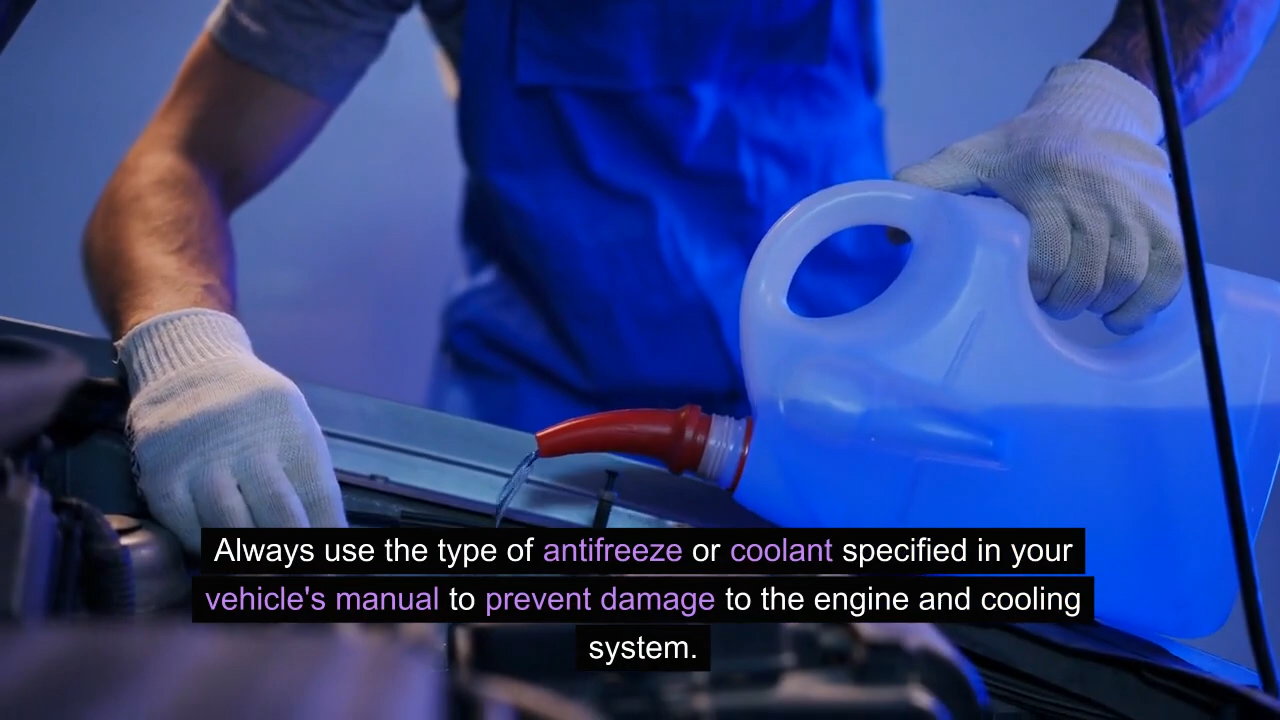 Always use the type of antifreeze or coolant specified in your
vehicle's manual to prevent damage to the engine and cooling
system.